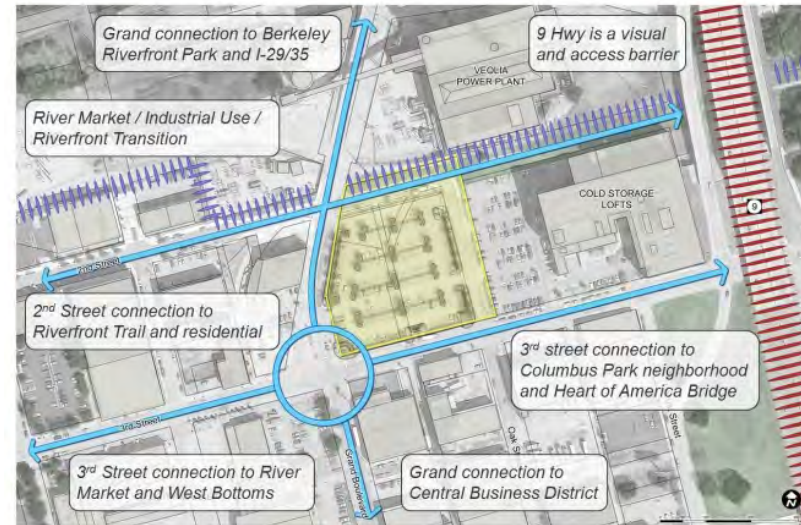 Grand connection to Berkeley
Riverfront Park and I-29/35
9 Hwy is a visual
and access barrier
VEOLIA
POWER PLANT
River Market / Industrial Use /
Riverfront Transition
COLD STORAGE
LOFTS
9
2nd Street
2nd Street connection to
Riverfront Trail and residential
3rd street connection to
Columbus Park neighborhood
and Heart of America Bridge
3rd Street
Street
3rd Street connection to River
Market and West Bottoms
Grand Boulevard
Oak
Grand connection to
Central Business District
N